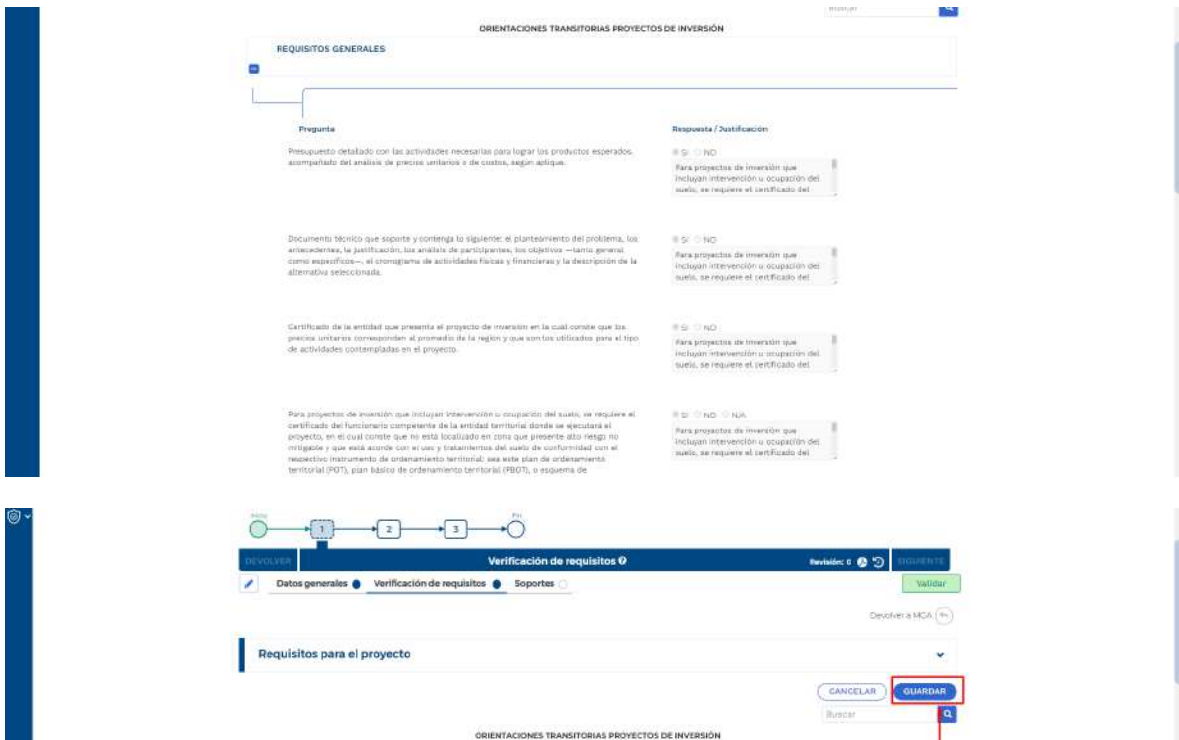 Buscar
ORIENTACIONES TRANSITORIAS PROYECTOS DE INVERSIÓN
REQUISITOS GENERALES
Pregunta
Respuesta / Justificación
Presupuesto detallado con las actividades necesarias para lograr los productos esperados,
acompañado del análisis de precios unitarios o de costos, según aplique.
SI NO
Para proyectos de inversión que
incluyan intervención u ocupación del
suelo, se requiere el certificado del
Documento técnico que soporte y contenga lo siguiente: el planteamiento del problema, los
antecedentes, la justificación, los análisis de participantes, los objetivos —tanto general
como específicos—, el cronograma de actividades físicas y financieras y la descripción de la
alternativa seleccionada.
SI NO
Para proyectos de inversión que
incluyan intervención u ocupación del
suelo, se requiere el certificado del
Certificado de la entidad que presenta el proyecto de inversión en la cual conste que los
precios unitarios corresponden al promedio de la region y que son los utilizados para el tipo
de actividades contempladas en el proyecto.
SI NO
Para proyectos de inversión que
incluyan intervención u ocupación del
suelo, se requiere el certificado del
Para proyectos de inversión que incluyan intervención u ocupación del suelo, se requiere el
certificado del funcionario competente de la entidad territorial donde se ejecutará el
proyecto, en el cual conste que no está localizado en zona que presente alto riesgo no
mitigable y que está acorde con el uso y tratamientos del suelo de conformidad con el
respectivo instrumento de ordenamiento territorial: sea este plan de ordenamiento
territorial (POT), plan básico de ordenamiento territorial (PBOT), o esquema de
SI NO N/A
Para proyectos de inversión que
incluyan intervención u ocupación del
suelo, se requiere el certificado del
Inicio
1
2
3
Fin
DEVOLVER
Verificación de requisitos
Revisión: 0
SIGUIENTE
Datos generales
Verificación de requisitos
Soportes
Validar
Devolver a MGA
Requisitos para el proyecto
CANCELAR
GUARDAR
Buscar
ORIENTACIONES TRANSITORIAS PROYECTOS DE INVERSIÓN